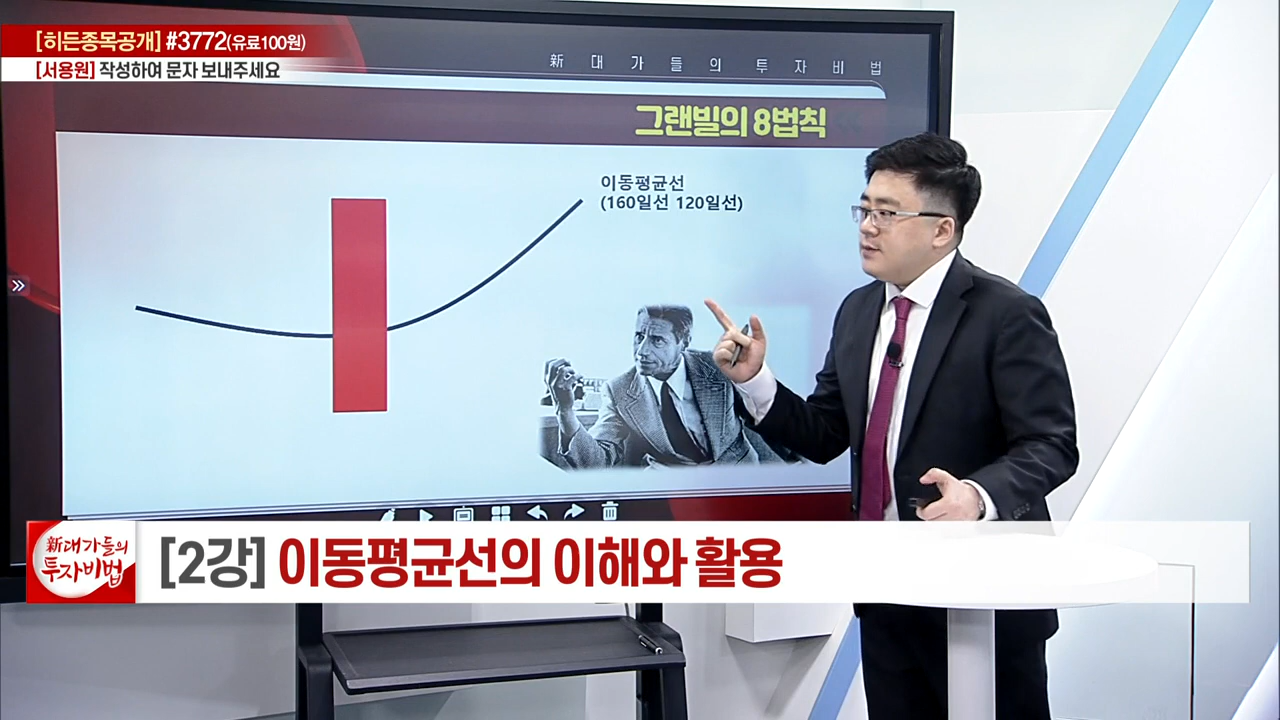 [히든종목공개] #3772(유료100원)
[서용원] 작성하여 문자 보내주세요
新 대 가 들 의 투 자 비 법
그랜빌의 8법칙
이동평균선
(160일선 120일선)
新대가들의
투자비법
[2강] 이동평균선의 이해와 활용